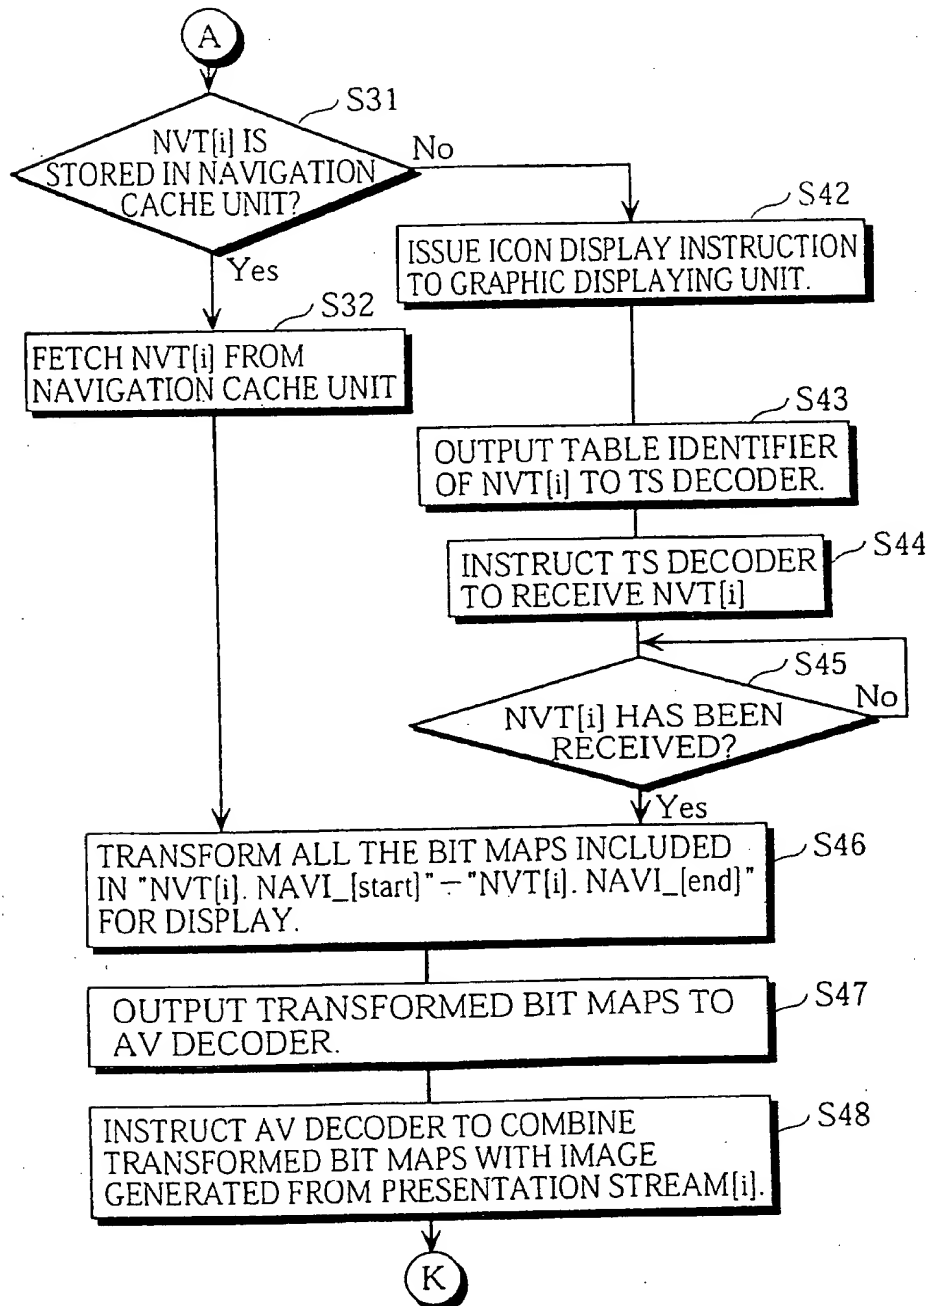 A
S31
NVT[i] IS
STORED IN NAVIGATION
CACHE UNIT?
No
Yes
S32
FETCH NVT[i] FROM
NAVIGATION CACHE UNIT
S42
ISSUE ICON DISPLAY INSTRUCTION
TO GRAPHIC DISPLAYING UNIT.
S43
OUTPUT TABLE IDENTIFIER
OF NVT[i] TO TS DECODER.
S44
INSTRUCT TS DECODER
TO RECEIVE NVT[i]
S45
No
NVT[i] HAS BEEN
RECEIVED?
Yes
S46
TRANSFORM ALL THE BIT MAPS INCLUDED
IN "NVT[i]. NAVI_[start]" – "NVT[i]. NAVI_[end]"
FOR DISPLAY.
S47
OUTPUT TRANSFORMED BIT MAPS TO
AV DECODER.
S48
INSTRUCT AV DECODER TO COMBINE
TRANSFORMED BIT MAPS WITH IMAGE
GENERATED FROM PRESENTATION STREAM[i].
K